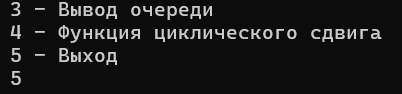 3 – Вывод очереди
4 – Функция циклического сдвига
5 – Выход
5